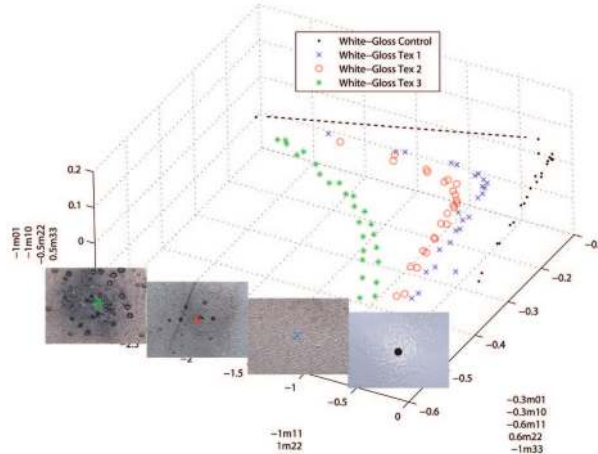 White-Gloss Control
White-Gloss Tex 1
White-Gloss Tex 2
White-Gloss Tex 3
0.2
0.1
0
-1m01
-1m10
-0.5m22
0.5m33
-2
-1.5
-1
-0.5
0
-0.6
-0.5
-0.4
-0.3
-0.2
-1m11
1m22
-0.3m01
-0.3m10
-0.6m11
0.6m22
-1m33